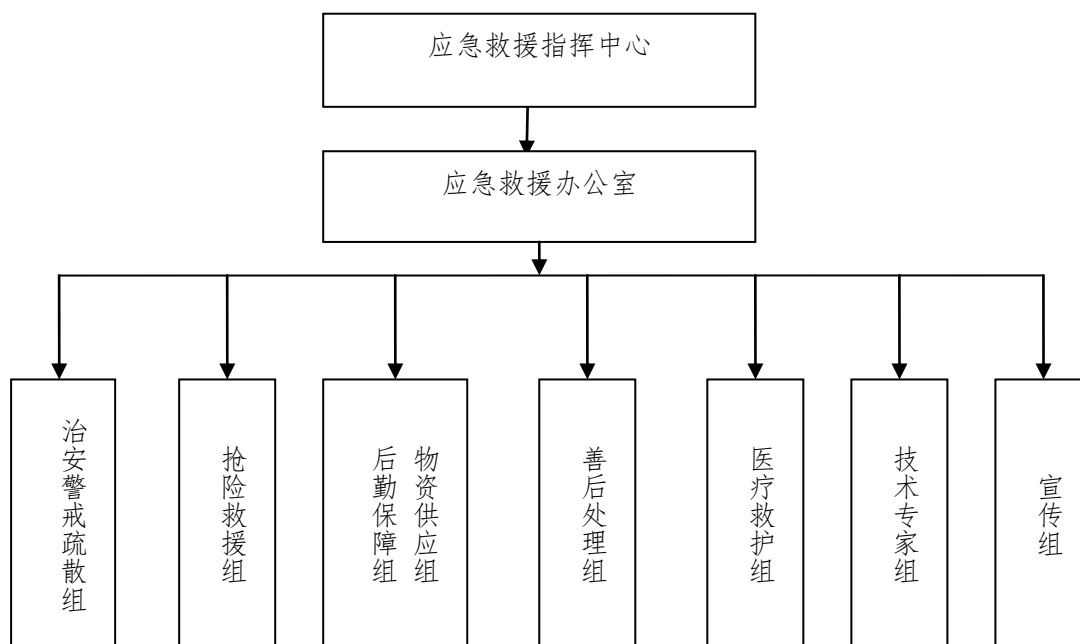 应急救援指挥中心
应急救援办公室
治安警戒疏散组
抢险救援组
物资供应组
后勤保障组
善后处理组
医疗救护组
技术专家组
宣传组